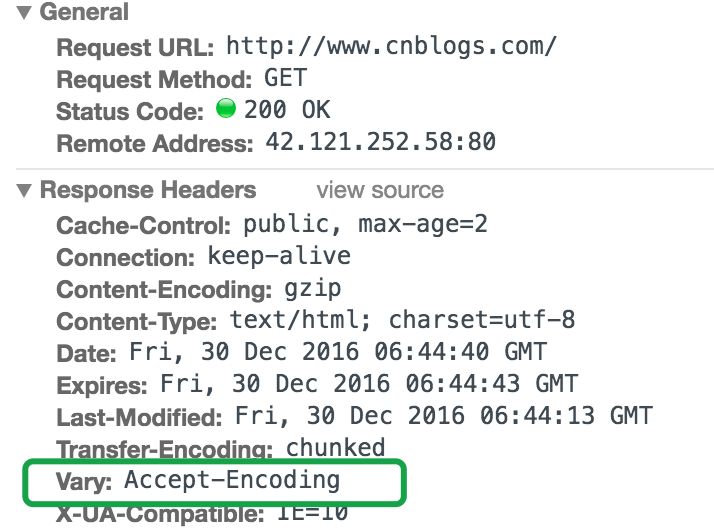 ▼ General
Request URL: http://www.cnblogs.com/
Request Method: GET
Status Code: 200 OK
Remote Address: 42.121.252.58:80
▼ Response Headers view source
Cache-Control: public, max-age=2
Connection: keep-alive
Content-Encoding: gzip
Content-Type: text/html; charset=utf-8
Date: Fri, 30 Dec 2016 06:44:40 GMT
Expires: Fri, 30 Dec 2016 06:44:43 GMT
Last-Modified: Fri, 30 Dec 2016 06:44:13 GMT
Transfer-Encoding: chunked
Vary: Accept-Encoding
X-UA-Compatible: IE=10